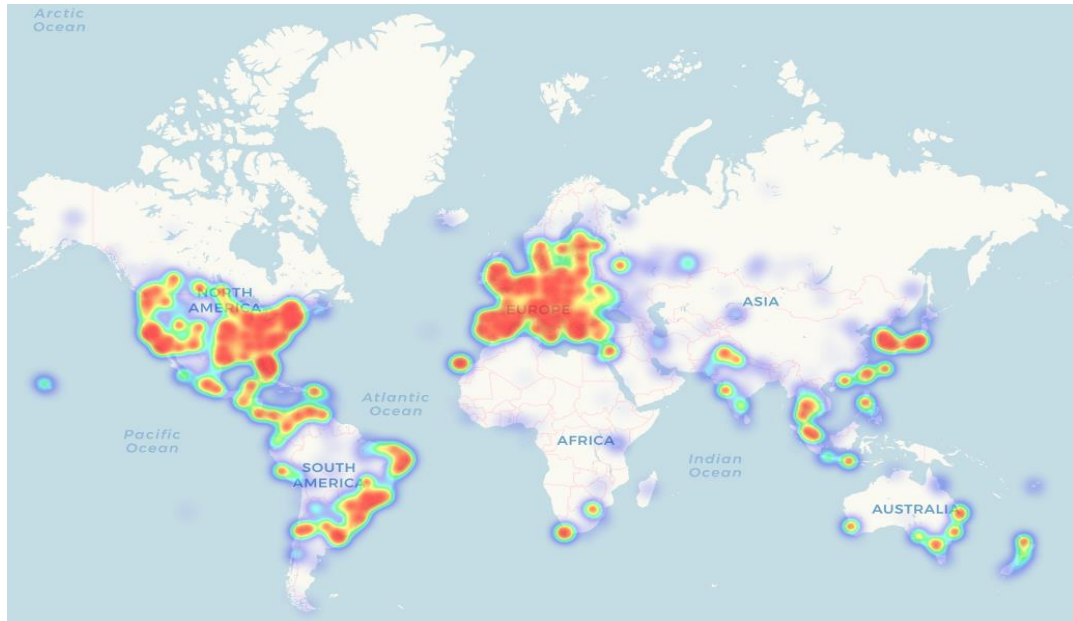 Arctic
Ocean
NORTH
AMERICA
EUROPE
ASIA
Atlantic
Ocean
Pacific
Ocean
AFRICA
Indian
Ocean
SOUTH
AMERICA
AUSTRALIA